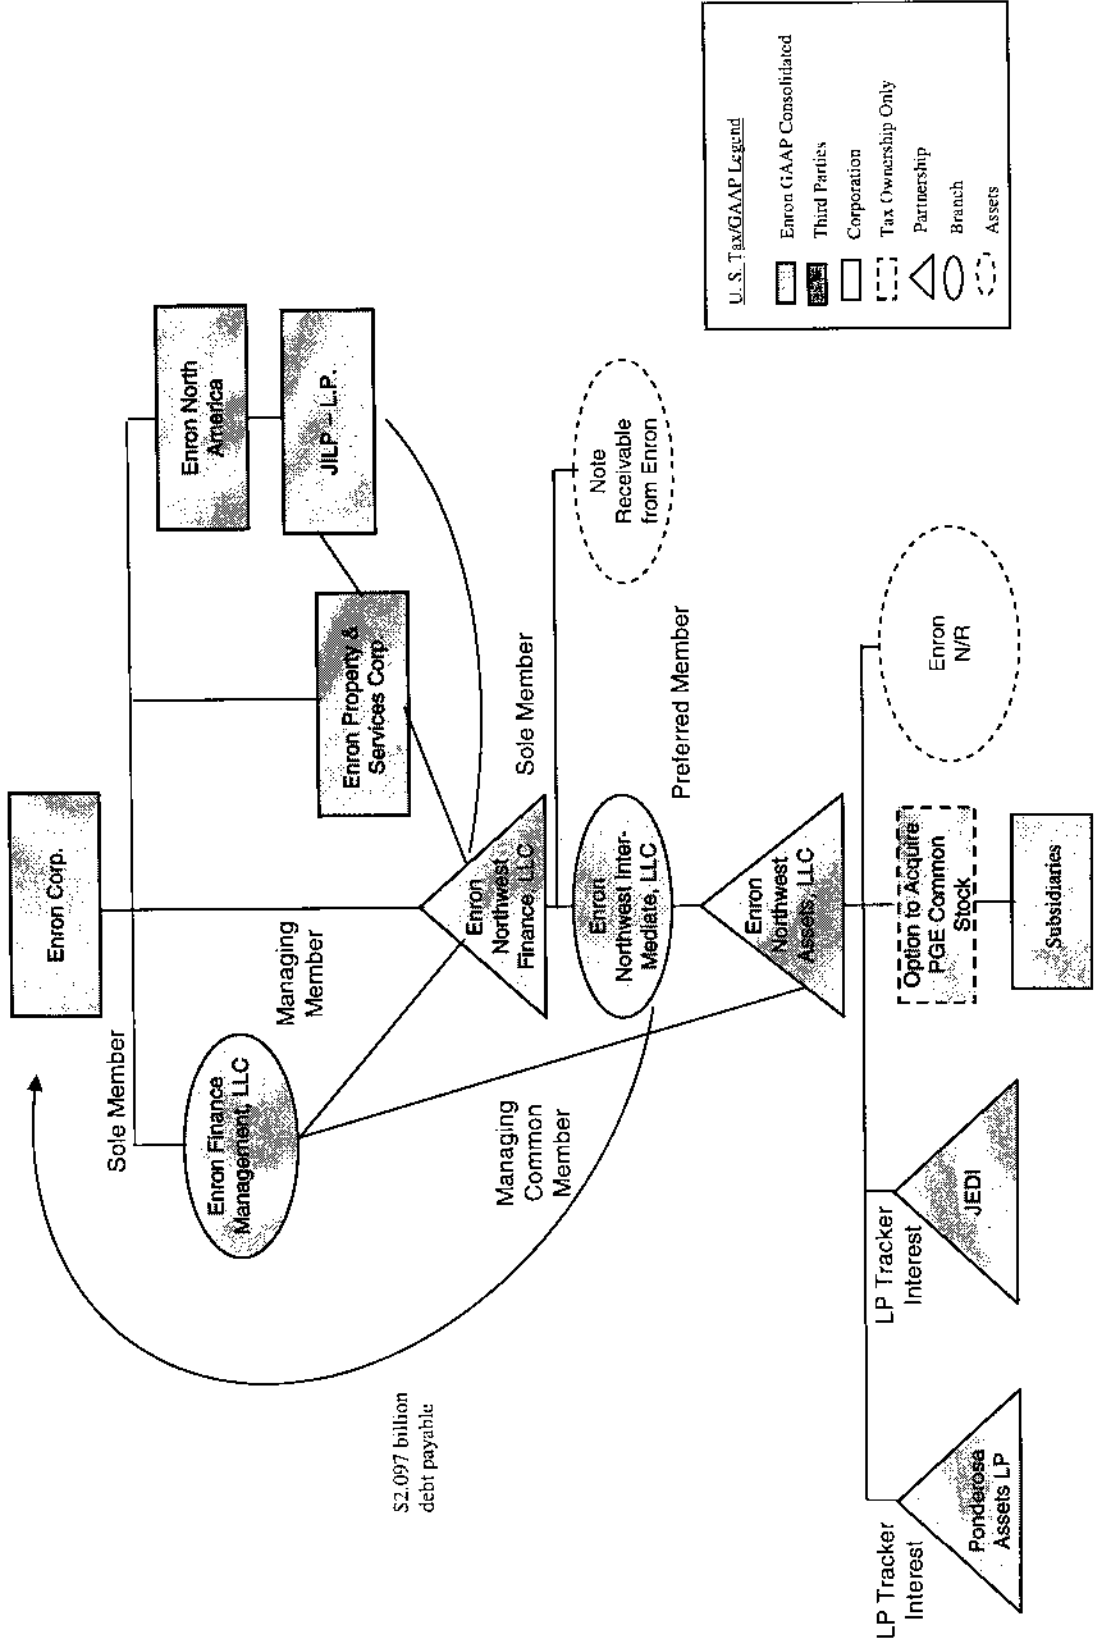 Enron Corp.
Sole Member
Enron Finance
Management, LLC
Managing
Member
Enron North
America
JILP – L.P.
Enron Property &
Services Corp.
Enron
Northwest
Finance, LLC
Sole Member
Note
Receivable
from Enron
Enron
Northwest Inter-
Mediate, LLC
Preferred Member
$2.097 billion
debt payable
Managing
Common
Member
Enron
Northwest
Assets, LLC
LP Tracker
Interest
Ponderosa
Assets LP
LP Tracker
Interest
JEDI
Option to Acquire
PGE Common
Stock
Subsidiaries
Enron
N/R
U.S. Tax/GAAP Legend
Enron GAAP Consolidated
Third Parties
Corporation
Tax Ownership Only
Partnership
Branch
Assets